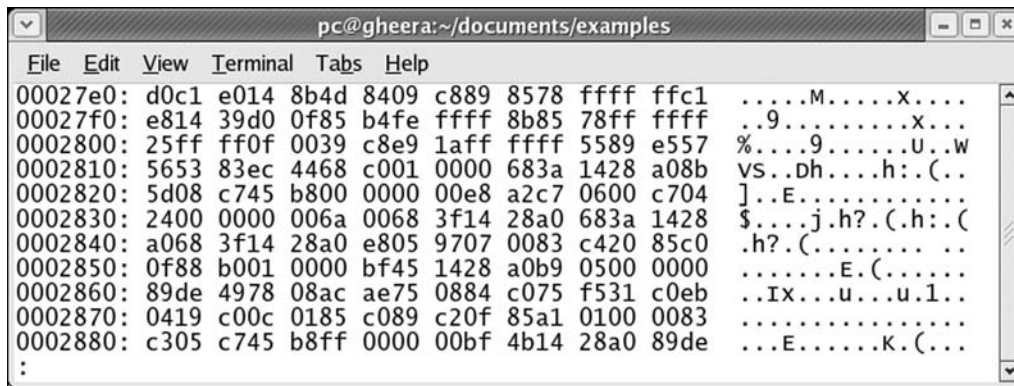 pc@gheera:~/documents/examples
File Edit View Terminal Tabs Help
00027e0: d0c1 e014 8b4d 8409 c889 8578 ffff ffc1 .....M.....x....
00027f0: e814 39d0 0f85 b4fe ffff 8b85 78ff ffff ..9.........x...
0002800: 25ff ff0f 0039 c8e9 1aff ffff 5589 e557 %....9......U..W
0002810: 5653 83ec 4468 c001 0000 683a 1428 a08b VS..Dh....h:.(..
0002820: 5d08 c745 b800 0000 00e8 a2c7 0600 c704 ]..E............
0002830: 2400 0000 006a 0068 3f14 28a0 683a 1428 $....j.h?.(.h:.(
0002840: a068 3f14 28a0 e805 9707 0083 c420 85c0 .h?.(........ ..
0002850: 0f88 b001 0000 bf45 1428 a0b9 0500 0000 .......E.(......
0002860: 89de 4978 08ac ae75 0884 c075 f531 c0eb ..Ix...u...u.1..
0002870: 0419 c00c 0185 c089 c20f 85a1 0100 0083 ................
0002880: c305 c745 b8ff 0000 00bf 4b14 28a0 89de ...E......K.(...
: